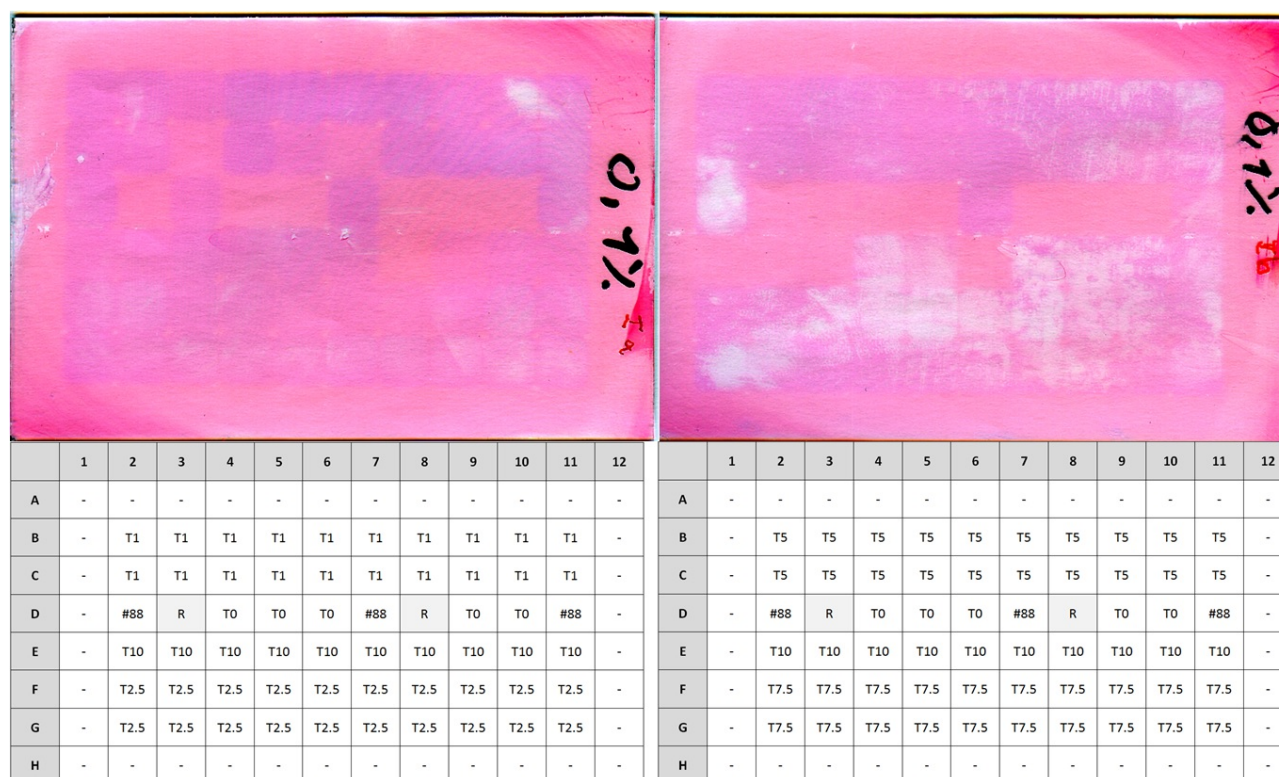 0,1%
Ia
0,1%
Ib
1 2 3 4 5 6 7 8 9 10 11 12
A - - - - - - - - - - - -
B - T1 T1 T1 T1 T1 T1 T1 T1 T1 T1 -
C - T1 T1 T1 T1 T1 T1 T1 T1 T1 T1 -
D - #88 R T0 T0 T0 #88 R T0 T0 #88 -
E - T10 T10 T10 T10 T10 T10 T10 T10 T10 T10 -
F - T2.5 T2.5 T2.5 T2.5 T2.5 T2.5 T2.5 T2.5 T2.5 T2.5 -
G - T2.5 T2.5 T2.5 T2.5 T2.5 T2.5 T2.5 T2.5 T2.5 T2.5 -
H - - - - - - - - - - - -
1 2 3 4 5 6 7 8 9 10 11 12
A - - - - - - - - - - - -
B - T5 T5 T5 T5 T5 T5 T5 T5 T5 T5 -
C - T5 T5 T5 T5 T5 T5 T5 T5 T5 T5 -
D - #88 R T0 T0 T0 #88 R T0 T0 #88 -
E - T10 T10 T10 T10 T10 T10 T10 T10 T10 T10 -
F - T7.5 T7.5 T7.5 T7.5 T7.5 T7.5 T7.5 T7.5 T7.5 T7.5 -
G - T7.5 T7.5 T7.5 T7.5 T7.5 T7.5 T7.5 T7.5 T7.5 T7.5 -
H - - - - - - - - - - - -